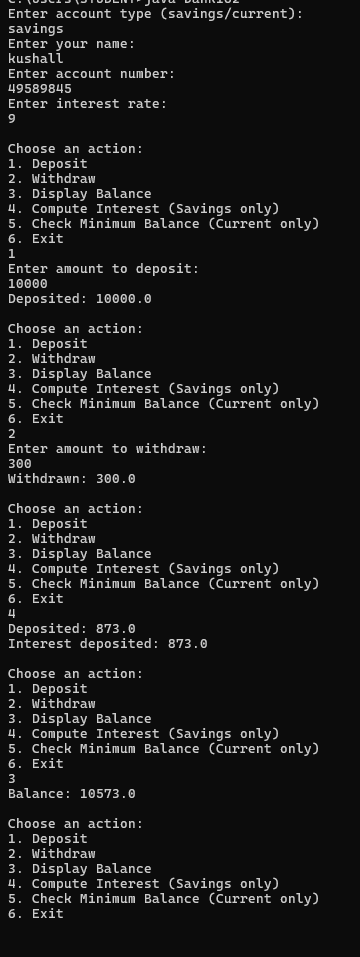 Enter account type (savings/current):
savings
Enter your name:
kushall
Enter account number:
49589845
Enter interest rate:
9
Choose an action:
1. Deposit
2. Withdraw
3. Display Balance
4. Compute Interest (Savings only)
5. Check Minimum Balance (Current only)
6. Exit
1
Enter amount to deposit:
10000
Deposited: 10000.0
Choose an action:
1. Deposit
2. Withdraw
3. Display Balance
4. Compute Interest (Savings only)
5. Check Minimum Balance (Current only)
6. Exit
2
Enter amount to withdraw:
300
Withdrawn: 300.0
Choose an action:
1. Deposit
2. Withdraw
3. Display Balance
4. Compute Interest (Savings only)
5. Check Minimum Balance (Current only)
6. Exit
4
Deposited: 873.0
Interest deposited: 873.0
Choose an action:
1. Deposit
2. Withdraw
3. Display Balance
4. Compute Interest (Savings only)
5. Check Minimum Balance (Current only)
6. Exit
3
Balance: 10573.0
Choose an action:
1. Deposit
2. Withdraw
3. Display Balance
4. Compute Interest (Savings only)
5. Check Minimum Balance (Current only)
6. Exit